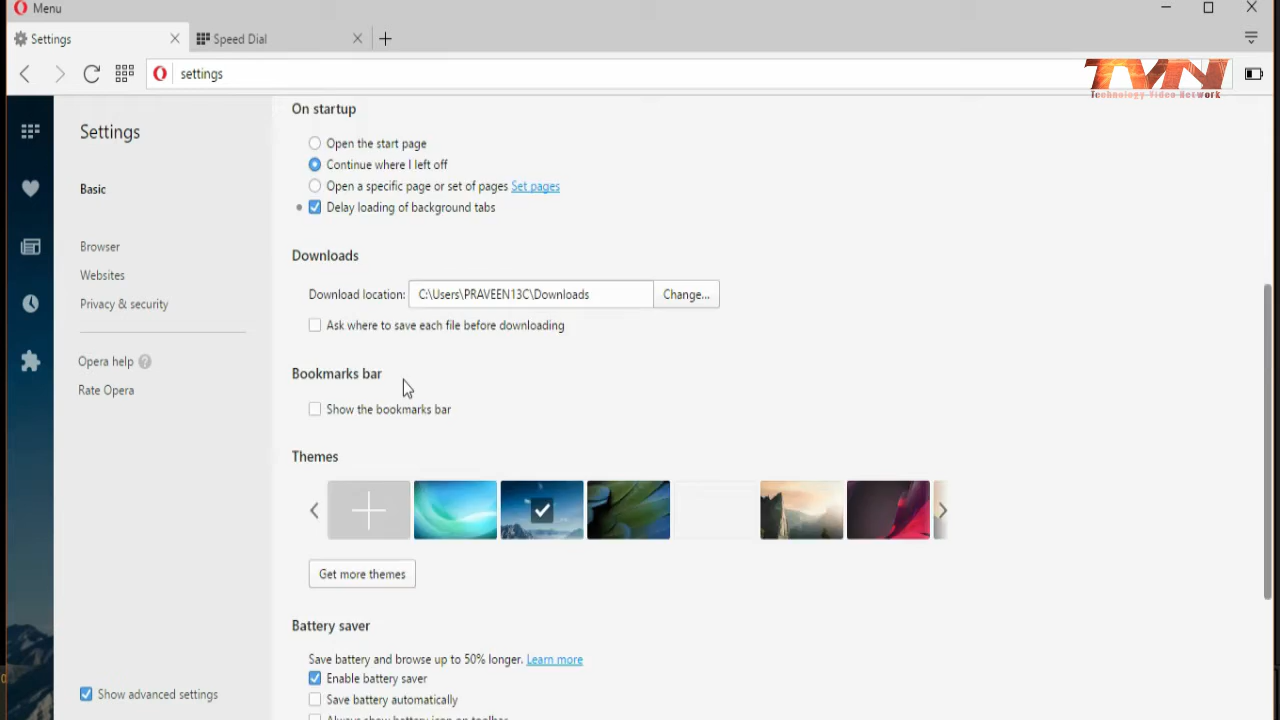 Menu
Settings
Speed Dial
settings
TVN
Technology Video Network
Settings
Basic
Browser
Websites
Privacy & security
Opera help ?
Rate Opera
Show advanced settings
On startup
Open the start page
Continue where I left off
Open a specific page or set of pages Set pages
Delay loading of background tabs
Downloads
Download location: C:\Users\PRAVEEN13C\Downloads Change...
Ask where to save each file before downloading
Bookmarks bar
Show the bookmarks bar
Themes
Get more themes
Battery saver
Save battery and browse up to 50% longer. Learn more
Enable battery saver
Save battery automatically
Always show battery icon on toolbar